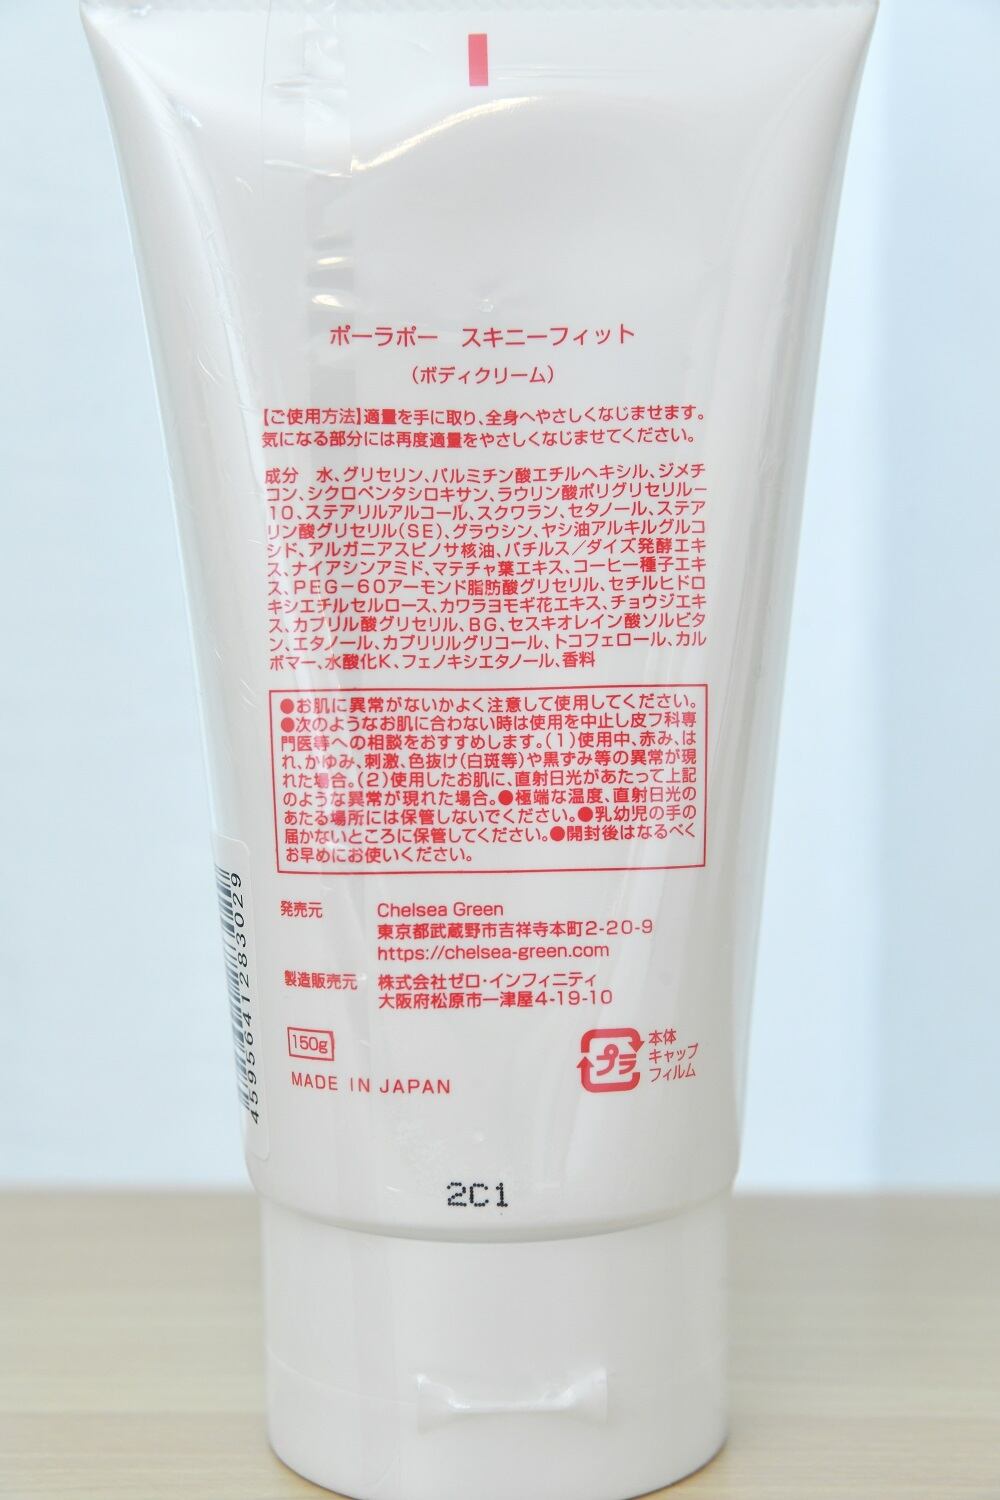 ポーラポー スキニーフィット
（ボディクリーム）
【ご使用方法】適量を手に取り、全身へやさしくなじませます。
気になる部分には再度適量をやさしくなじませてください。
成分 水、グリセリン、パルミチン酸エチルヘキシル、ジメチ
コン、シクロペンタシロキサン、ラウリン酸ポリグリセリル－
10、ステアリルアルコール、スクワラン、セタノール、ステア
リン酸グリセリル(SE)、グラウシン、ヤシ油アルキルグルコ
シド、アルガニアスピノサ核油、バチルス／ダイズ発酵エキ
ス、ナイアシンアミド、マテチャ葉エキス、コーヒー種子エキ
ス、PEG－60アーモンド脂肪酸グリセリル、セチルヒドロ
キシエチルセルロース、カワラヨモギ花エキス、チョウジエキ
ス、カプリル酸グリセリル、BG、セスキオレイン酸ソルビタ
ン、エタノール、カプリリルグリコール、トコフェロール、カル
ボマー、水酸化K、フェノキシエタノール、香料
●お肌に異常がないかよく注意して使用してください。
●次のようなお肌に合わない時は使用を中止し皮フ科専
門医等への相談をおすすめします。(1)使用中、赤み、は
れ、かゆみ、刺激、色抜け(白斑等)や黒ずみ等の異常が現
れた場合。(2)使用したお肌に、直射日光があたって上記
のような異常が現れた場合。●極端な温度、直射日光の
あたる場所には保管しないでください。●乳幼児の手の
届かないところに保管してください。●開封後はなるべく
お早めにお使いください。
発売元 Chelsea Green
東京都武蔵野市吉祥寺本町2-20-9
https://chelsea-green.com
製造販売元 株式会社ゼロ・インフィニティ
大阪府松原市一津屋4-19-10
150g
MADE IN JAPAN
プラ
本体
キャップ
フィルム
4595641283029
2C1